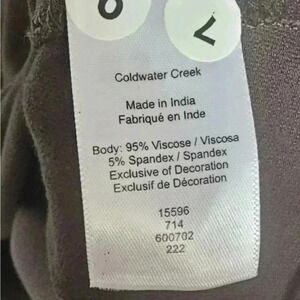 7
Coldwater Creek
Made in India
Fabriqué en Inde
Body: 95% Viscose / Viscosa
5% Spandex / Spandex
Exclusive of Decoration
Exclusif de Décoration
15596
714
600702
222